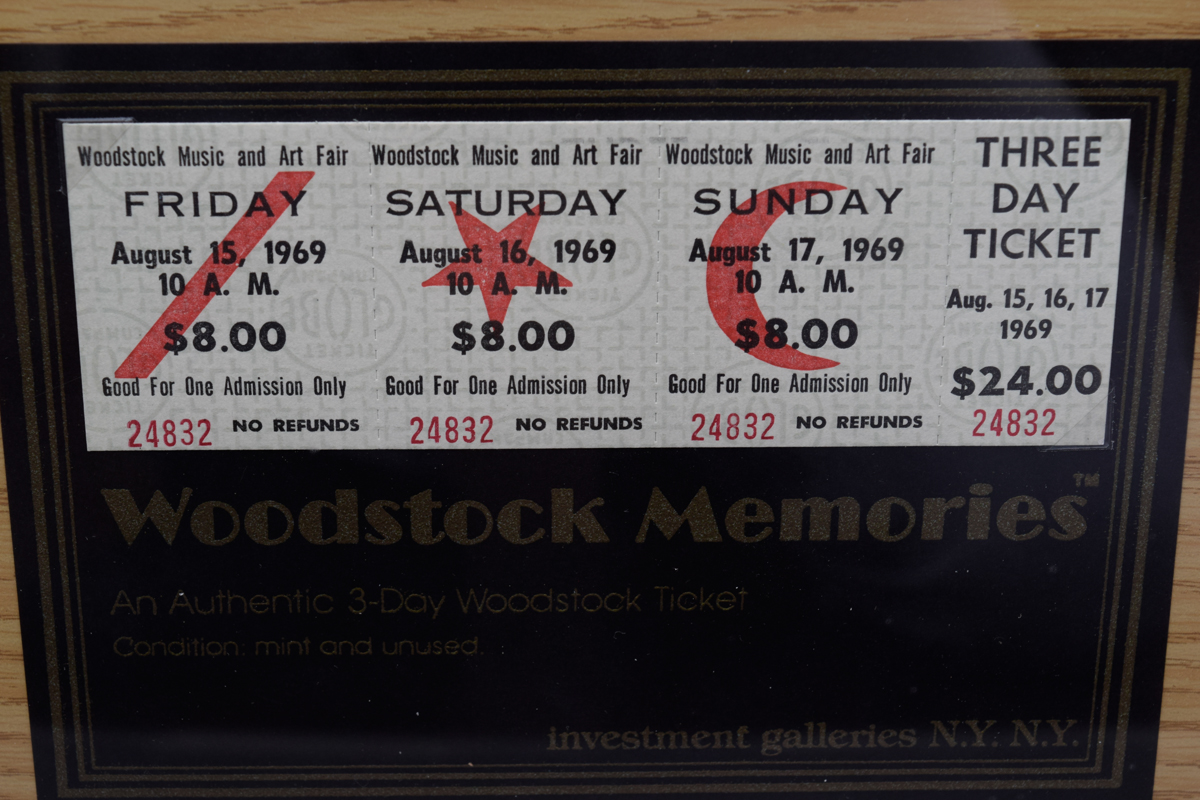 Woodstock Music and Art Fair
FRIDAY
August 15, 1969
10 A. M.
$8.00
Good For One Admission Only
24832 NO REFUNDS
Woodstock Music and Art Fair
SATURDAY
August 16, 1969
10 A. M.
$8.00
Good For One Admission Only
24832 NO REFUNDS
Woodstock Music and Art Fair
SUNDAY
August 17, 1969
10 A. M.
$8.00
Good For One Admission Only
24832 NO REFUNDS
THREE
DAY
TICKET
Aug. 15, 16, 17
1969
$24.00
24832
Woodstock Memories™
An Authentic 3-Day Woodstock Ticket
Condition: mint and unused.
investment galleries N.Y. N.Y.